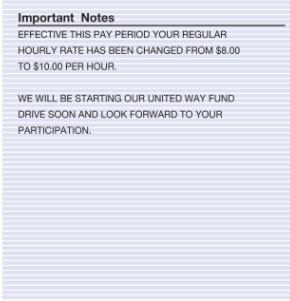 Important Notes
EFFECTIVE THIS PAY PERIOD YOUR REGULAR
HOURLY RATE HAS BEEN CHANGED FROM $8.00
TO $10.00 PER HOUR.
WE WILL BE STARTING OUR UNITED WAY FUND
DRIVE SOON AND LOOK FORWARD TO YOUR
PARTICIPATION.